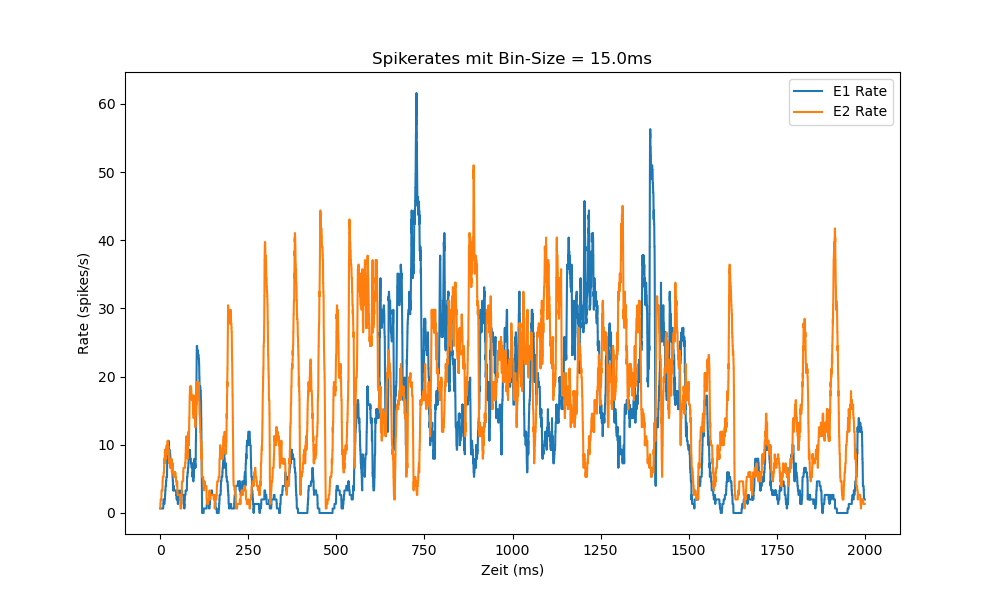 Spikerates mit Bin-Size = 15.0ms
E1 Rate
E2 Rate
Rate (spikes/s)
60
50
40
30
20
10
0
0 250 500 750 1000 1250 1500 1750 2000
Zeit (ms)